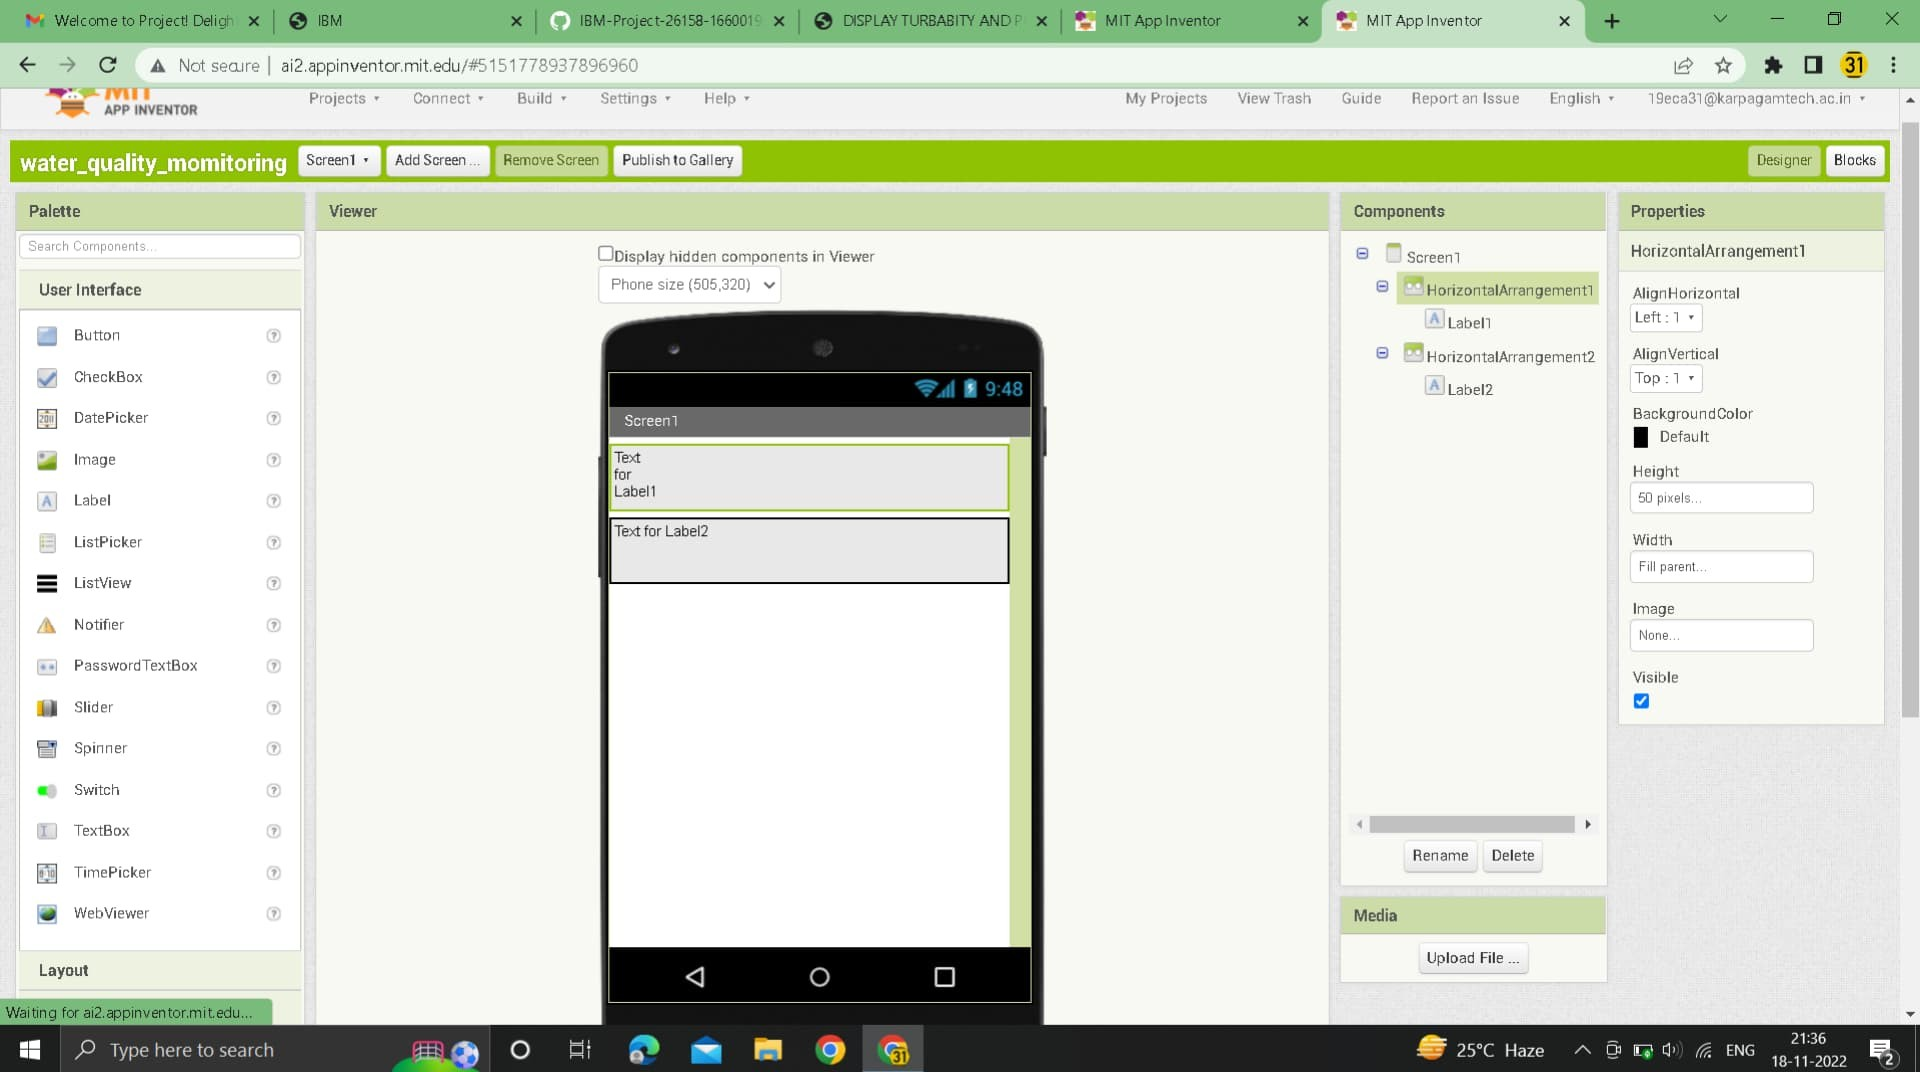 Welcome to Project! Deligh
IBM
IBM-Project-26158-1660019
DISPLAY TURBABITY AND P
MIT App Inventor
MIT App Inventor
Not secure
ai2.appinventor.mit.edu/#5151778937896960
31
MIT
APP INVENTOR
Projects
Connect
Build
Settings
Help
My Projects
View Trash
Guide
Report an Issue
English
19eca31@karpagamtech.ac.in
water_quality_momitoring
Screen1
Add Screen ...
Remove Screen
Publish to Gallery
Designer
Blocks
Palette
Search Components...
User Interface
Button
CheckBox
DatePicker
Image
Label
ListPicker
ListView
Notifier
PasswordTextBox
Slider
Spinner
Switch
TextBox
TimePicker
WebViewer
Layout
Waiting for ai2.appinventor.mit.edu...
Viewer
Display hidden components in Viewer
Phone size (505,320)
9:48
Screen1
Text
for
Label1
Text for Label2
Components
Screen1
HorizontalArrangement1
Label1
HorizontalArrangement2
Label2
Rename
Delete
Media
Upload File ...
Properties
HorizontalArrangement1
AlignHorizontal
Left : 1
AlignVertical
Top : 1
BackgroundColor
Default
Height
50 pixels...
Width
Fill parent...
Image
None...
Visible
Type here to search
31
25°C Haze
ENG
21:36
18-11-2022
2